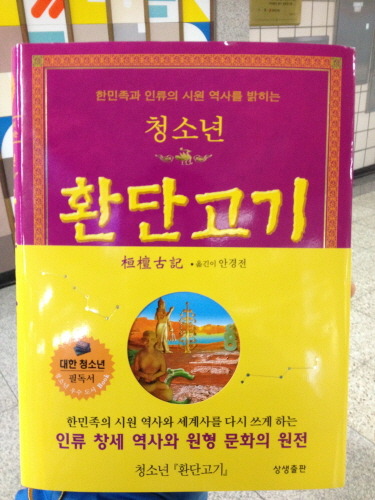 한민족과 인류의 시원 역사를 밝히는
청소년
환단고기
桓檀古記 • 옮긴이 안경전
대한 청소년
필독서
한민족의 시원 역사와 세계사를 다시 쓰게 하는
인류 창세 역사와 원형 문화의 원전
청소년 『환단고기』
상생출판